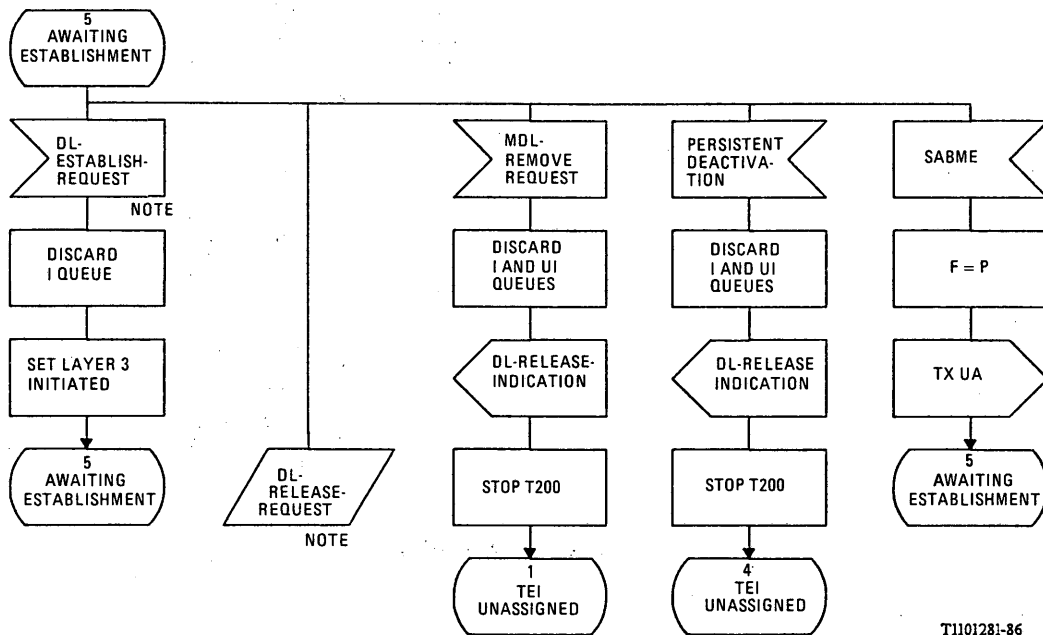 5
AWAITING
ESTABLISHMENT
DL-
ESTABLISH-
REQUEST
NOTE
DISCARD
I QUEUE
SET LAYER 3
INITIATED
5
AWAITING
ESTABLISHMENT
DL-
RELEASE-
REQUEST
NOTE
MDL-
REMOVE
REQUEST
DISCARD
I AND UI
QUEUES
DL-RELEASE-
INDICATION
STOP T200
1
TEI
UNASSIGNED
PERSISTENT
DEACTIVA-
TION
DISCARD
I AND UI
QUEUES
DL-RELEASE
INDICATION
STOP T200
4
TEI
UNASSIGNED
SABME
F = P
TX UA
5
AWAITING
ESTABLISHMENT
T1101281-86